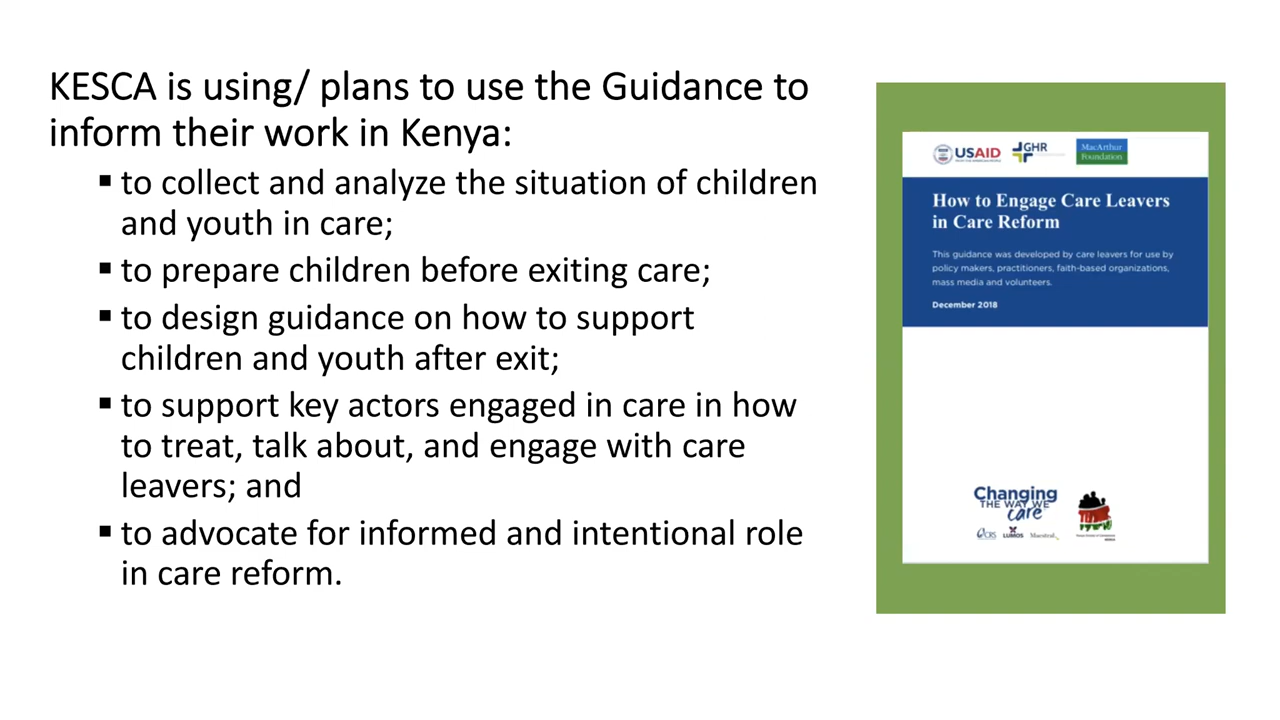 KESCA is using/ plans to use the Guidance to
inform their work in Kenya:
▪ to collect and analyze the situation of children
and youth in care;
▪ to prepare children before exiting care;
▪ to design guidance on how to support
children and youth after exit;
▪ to support key actors engaged in care in how
to treat, talk about, and engage with care
leavers; and
▪ to advocate for informed and intentional role
in care reform.
USAID
GHR
MacArthur
Foundation
How to Engage Care Leavers
in Care Reform
This guidance was developed by care leavers for use by
policy makers, practitioners, faith-based organizations,
mass media and volunteers.
December 2018
Changing
THE WAY WE
care
CRS LUMOS Maestral